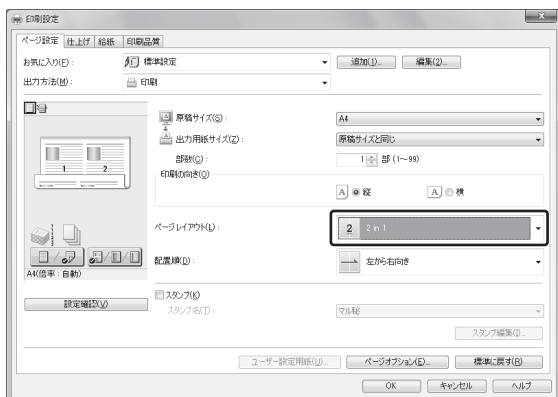 印刷設定
ページ設定 仕上げ 給紙 印刷品質
お気に入り(F): 標準設定 追加(1)... 編集(2)...
出力方法(M): 印刷
原稿サイズ(S): A4
出力用紙サイズ(Z): 原稿サイズと同じ
部数(C): 1 部 (1~99)
印刷の向き(O)
A 縦 A 横
1 2
ページレイアウト(L): 2 2 in 1
配置順(D): 左から右向き
A4(倍率:自動)
設定確認(V)
スタンプ(K)
スタンプ名(T): マル秘
スタンプ編集(I)...
ユーザー設定用紙(U)... ページオプション(E)... 標準に戻す(R)
OK キャンセル ヘルプ